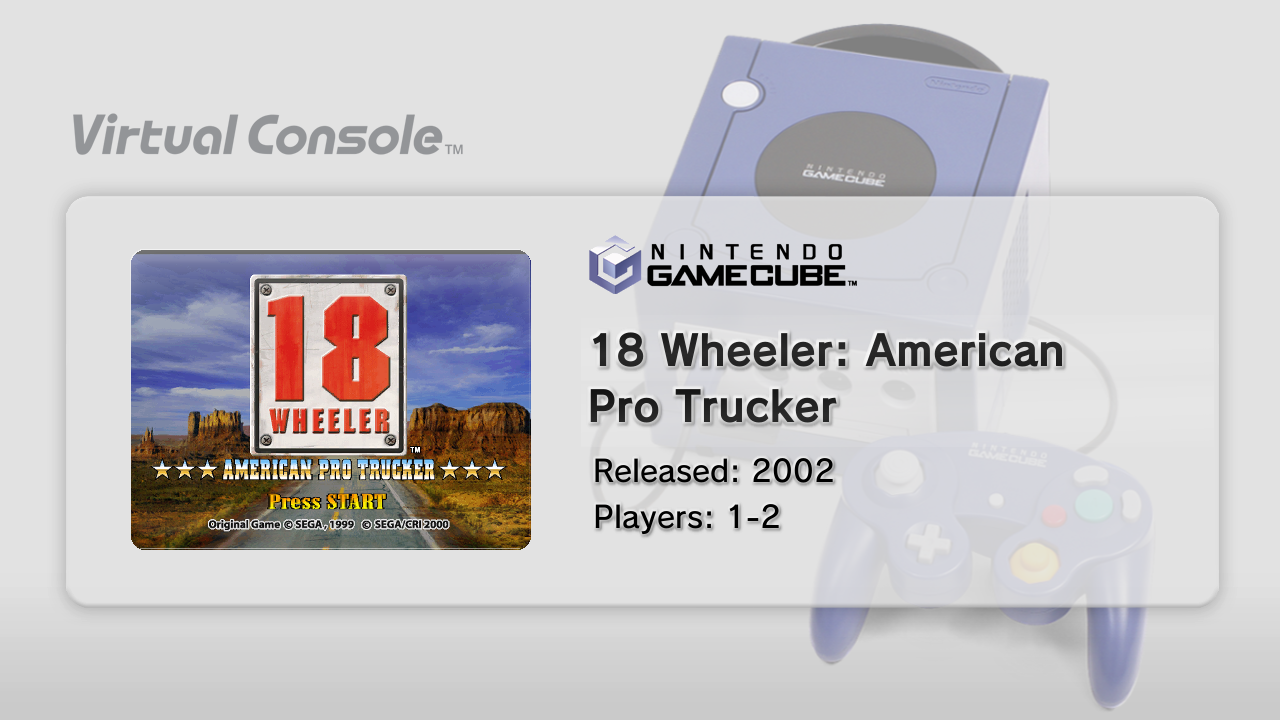 Nintendo
NINTENDO
GAMECUBE
Virtual Console™
NINTENDO
GAMECUBE™
18
WHEELER
™
AMERICAN PRO TRUCKER
Press START
Original Game © SEGA, 1999 © SEGA/CRI 2000
18 Wheeler: American
Pro Trucker
Released: 2002
Players: 1-2
NINTENDO
GAMECUBE